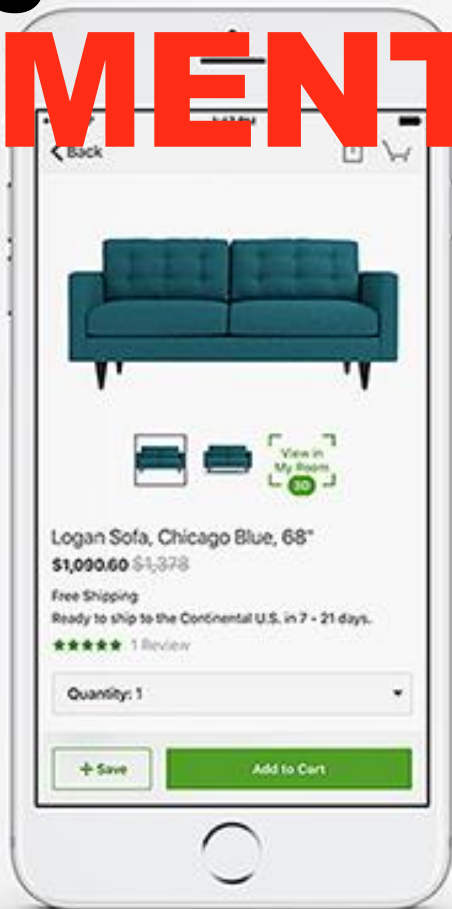 MENT
Back
View in
My Room
3D
Logan Sofa, Chicago Blue, 68"
$1,090.60 $1,378
Free Shipping
Ready to ship to the Continental U.S. in 7 - 21 days.
1 Review
Quantity: 1
+ Save
Add to Cart